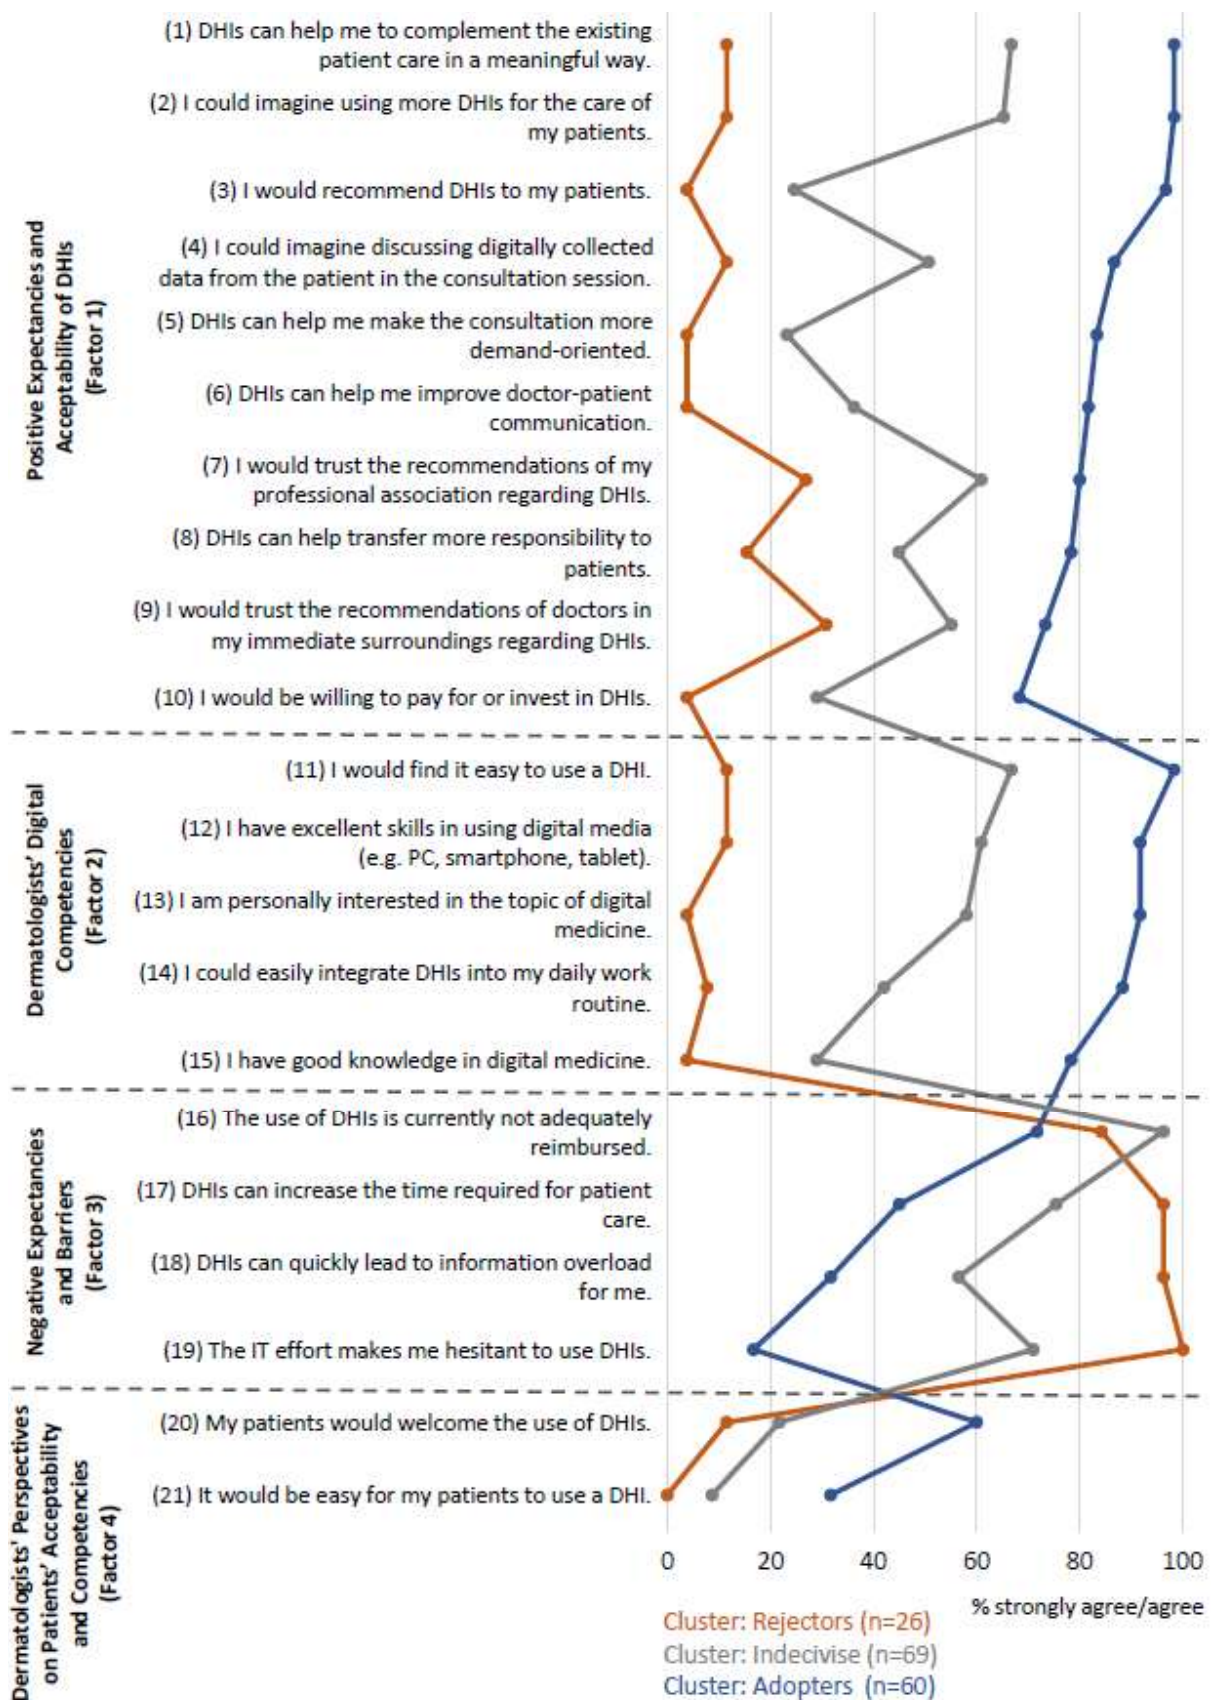 Positive Expectancies and
Acceptability of DHIs
(Factor 1)
(1) DHIs can help me to complement the existing
patient care in a meaningful way.
(2) I could imagine using more DHIs for the care of
my patients.
(3) I would recommend DHIs to my patients.
(4) I could imagine discussing digitally collected
data from the patient in the consultation session.
(5) DHIs can help me make the consultation more
demand-oriented.
(6) DHIs can help me improve doctor-patient
communication.
(7) I would trust the recommendations of my
professional association regarding DHIs.
(8) DHIs can help transfer more responsibility to
patients.
(9) I would trust the recommendations of doctors in
my immediate surroundings regarding DHIs.
(10) I would be willing to pay for or invest in DHIs.
Dermatologists' Digital
Competencies
(Factor 2)
(11) I would find it easy to use a DHI.
(12) I have excellent skills in using digital media
(e.g. PC, smartphone, tablet).
(13) I am personally interested in the topic of digital
medicine.
(14) I could easily integrate DHIs into my daily work
routine.
(15) I have good knowledge in digital medicine.
Negative Expectancies
and Barriers
(Factor 3)
(16) The use of DHIs is currently not adequately
reimbursed.
(17) DHIs can increase the time required for patient
care.
(18) DHIs can quickly lead to information overload
for me.
(19) The IT effort makes me hesitant to use DHIs.
Dermatologists' Perspectives
on Patients' Acceptability
and Competencies
(Factor 4)
(20) My patients would welcome the use of DHIs.
(21) It would be easy for my patients to use a DHI.
0 20 40 60 80 100
% strongly agree/agree
Cluster: Rejectors (n=26)
Cluster: Indecivise (n=69)
Cluster: Adopters (n=60)